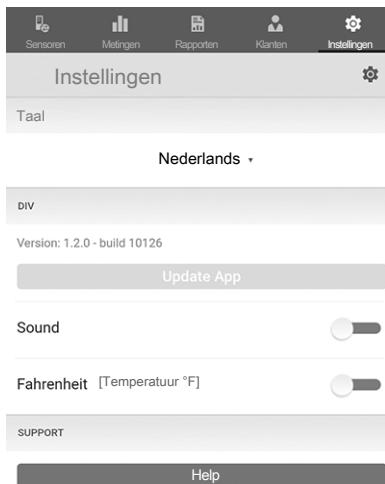 Sensoren Metingen Rapporten Klanten Instellingen
Instellingen
Taal
Nederlands
DIV
Version: 1.2.0 - build 10126
Update App
Sound
Fahrenheit [Temperatuur °F]
SUPPORT
Help